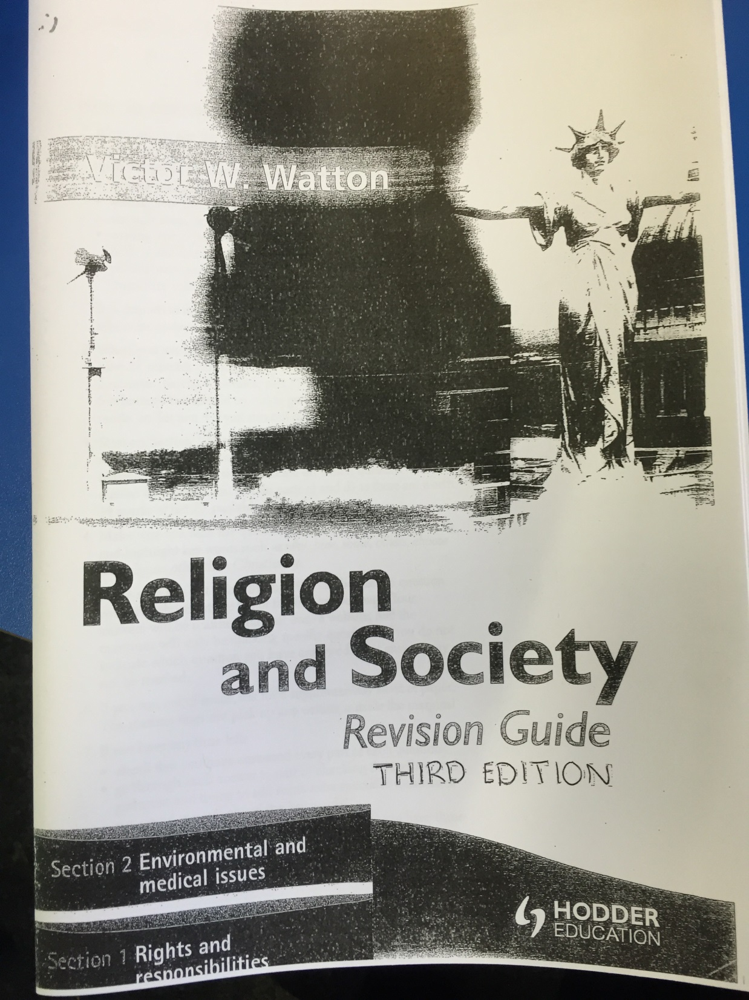 :)
Victor W. Watton
Religion
and Society
Revision Guide
THIRD EDITION
Section 2 Environmental and
medical issues
Section 1 Rights and
responsibilities
HODDER
EDUCATION